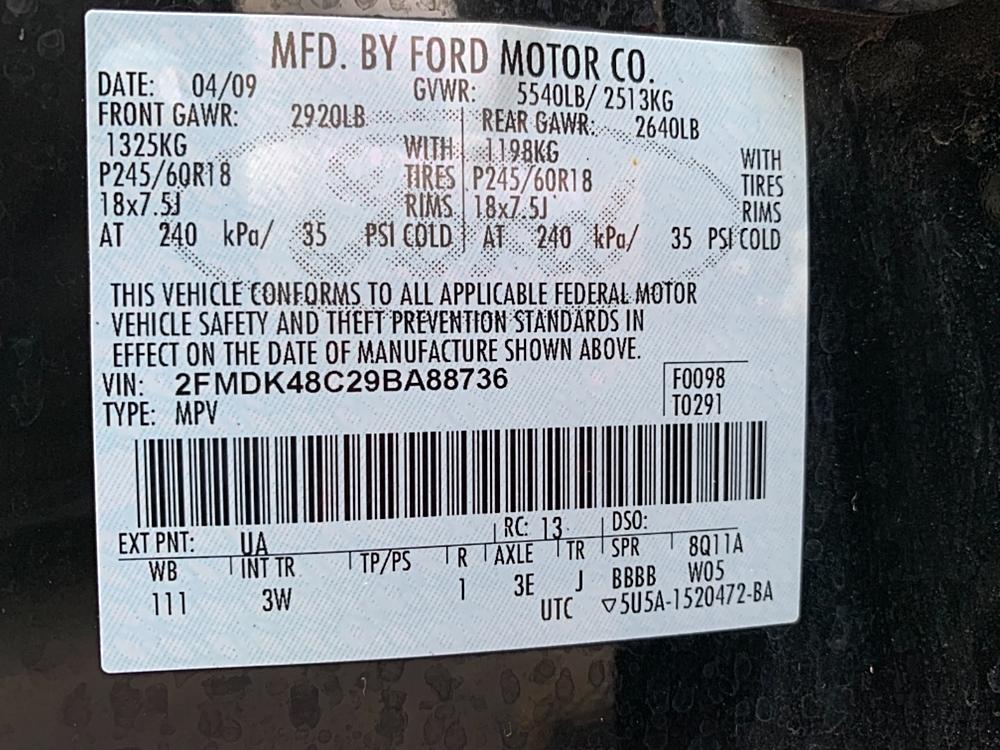 MFD. BY FORD MOTOR CO.
DATE: 04/09 GVWR: 5540LB/ 2513KG
FRONT GAWR: 2920LB REAR GAWR: 2640LB
1325KG WITH 1198KG WITH
P245/60R18 TIRES P245/60R18 TIRES
18x7.5J RIMS 18x7.5J RIMS
AT 240 kPa/ 35 PSI COLD AT 240 kPa/ 35 PSI COLD
THIS VEHICLE CONFORMS TO ALL APPLICABLE FEDERAL MOTOR
VEHICLE SAFETY AND THEFT PREVENTION STANDARDS IN
EFFECT ON THE DATE OF MANUFACTURE SHOWN ABOVE.
VIN: 2FMDK48C29BA88736 F0098
TYPE: MPV T0291
EXT PNT: UA RC: 13 DSO:
WB INT TR TP/PS R AXLE TR SPR 8Q11A
111 3W 1 3E J BBBB W05
UTC ▽5U5A-1520472-BA